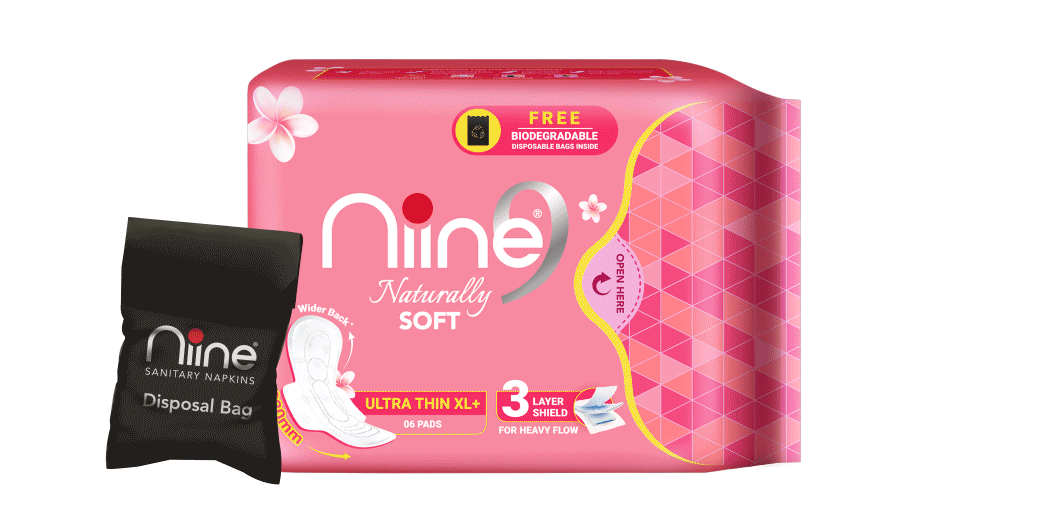 FREE
BIODEGRADABLE
DISPOSABLE BAGS INSIDE
Niine®
Naturally
SOFT
OPEN HERE
Wider Back
ULTRA THIN XL+
06 PADS
3 LAYER
SHIELD
FOR HEAVY FLOW
Niine®
SANITARY NAPKINS
Disposal Bag